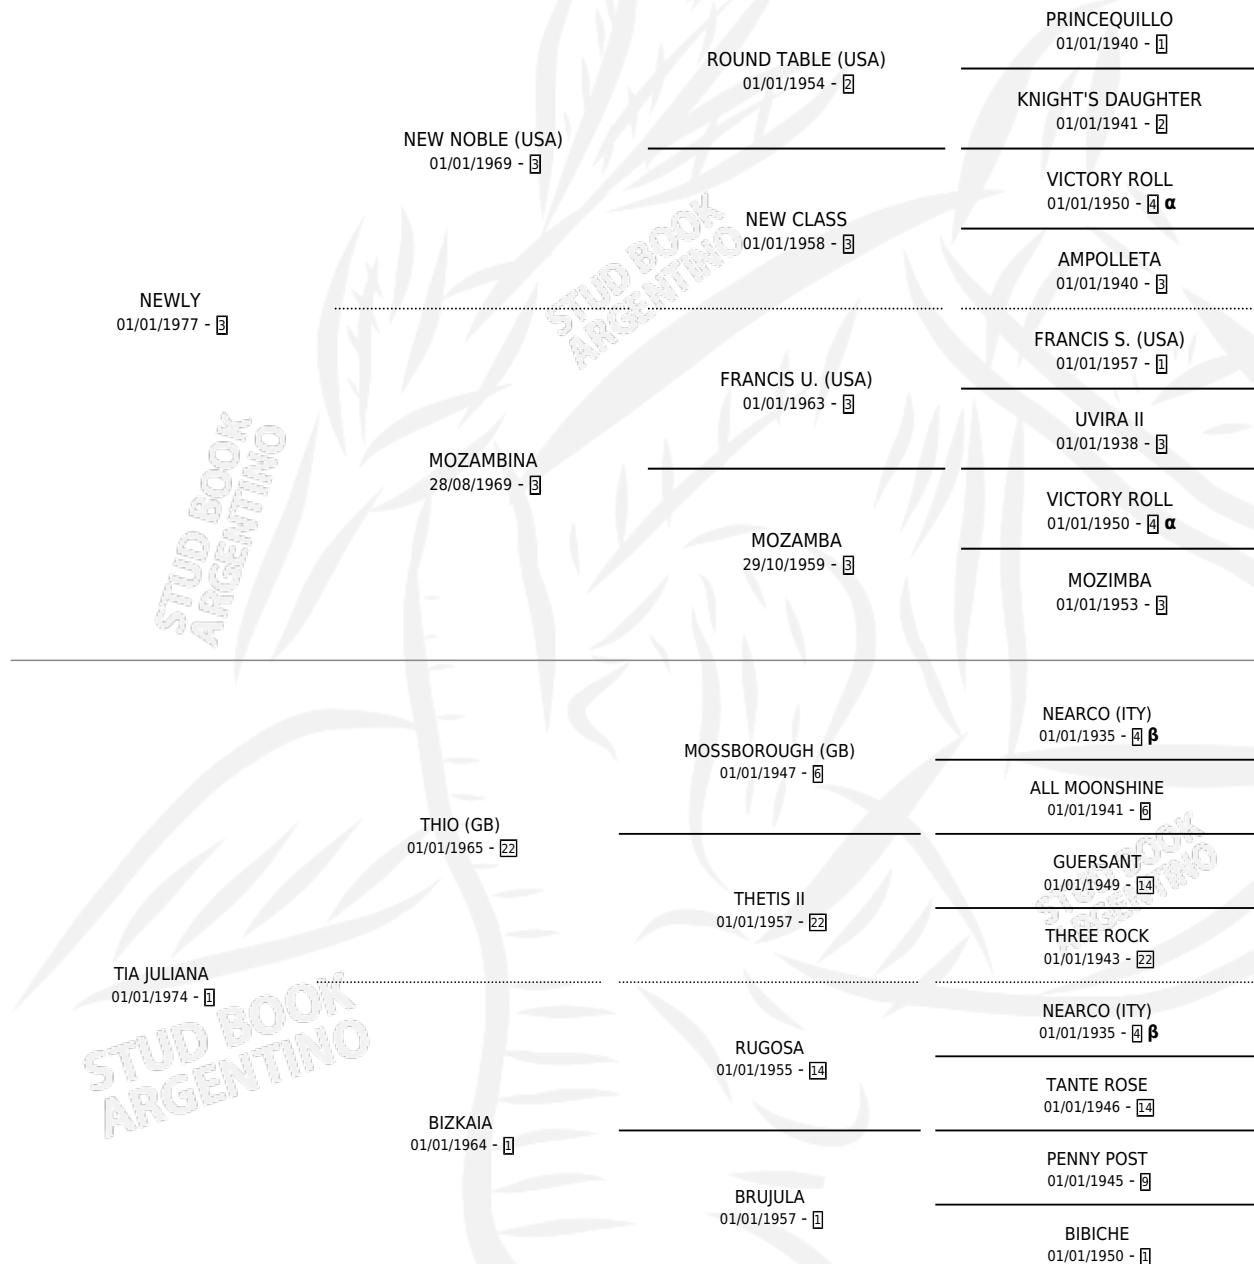 PRINCEQUILLO
01/01/1940 - 1
ROUND TABLE (USA)
01/01/1954 - 2
KNIGHT'S DAUGHTER
01/01/1941 - 2
NEW NOBLE (USA)
01/01/1969 - 3
VICTORY ROLL
01/01/1950 - 4 α
NEW CLASS
01/01/1958 - 3
AMPOLLETA
01/01/1940 - 3
NEWLY
01/01/1977 - 3
FRANCIS S. (USA)
01/01/1957 - 1
FRANCIS U. (USA)
01/01/1963 - 3
UVIRA II
01/01/1938 - 3
MOZAMBINA
28/08/1969 - 3
VICTORY ROLL
01/01/1950 - 4 α
MOZAMBA
29/10/1959 - 3
MOZIMBA
01/01/1953 - 3
NEARCO (ITY)
01/01/1935 - 4 β
MOSSBOROUGH (GB)
01/01/1947 - 6
ALL MOONSHINE
01/01/1941 - 6
THIO (GB)
01/01/1965 - 22
GUERSANT
01/01/1949 - 14
THETIS II
01/01/1957 - 22
THREE ROCK
01/01/1943 - 22
TIA JULIANA
01/01/1974 - 1
NEARCO (ITY)
01/01/1935 - 4 β
RUGOSA
01/01/1955 - 14
TANTE ROSE
01/01/1946 - 14
BIZKAIA
01/01/1964 - 1
PENNY POST
01/01/1945 - 9
BRUJULA
01/01/1957 - 1
BIBICHE
01/01/1950 - 1
STUD BOOK
ARGENTINO
STUD BOOK
ARGENTINO
STUD BOOK
ARGENTINO
STUD BOOK
ARGENTINO